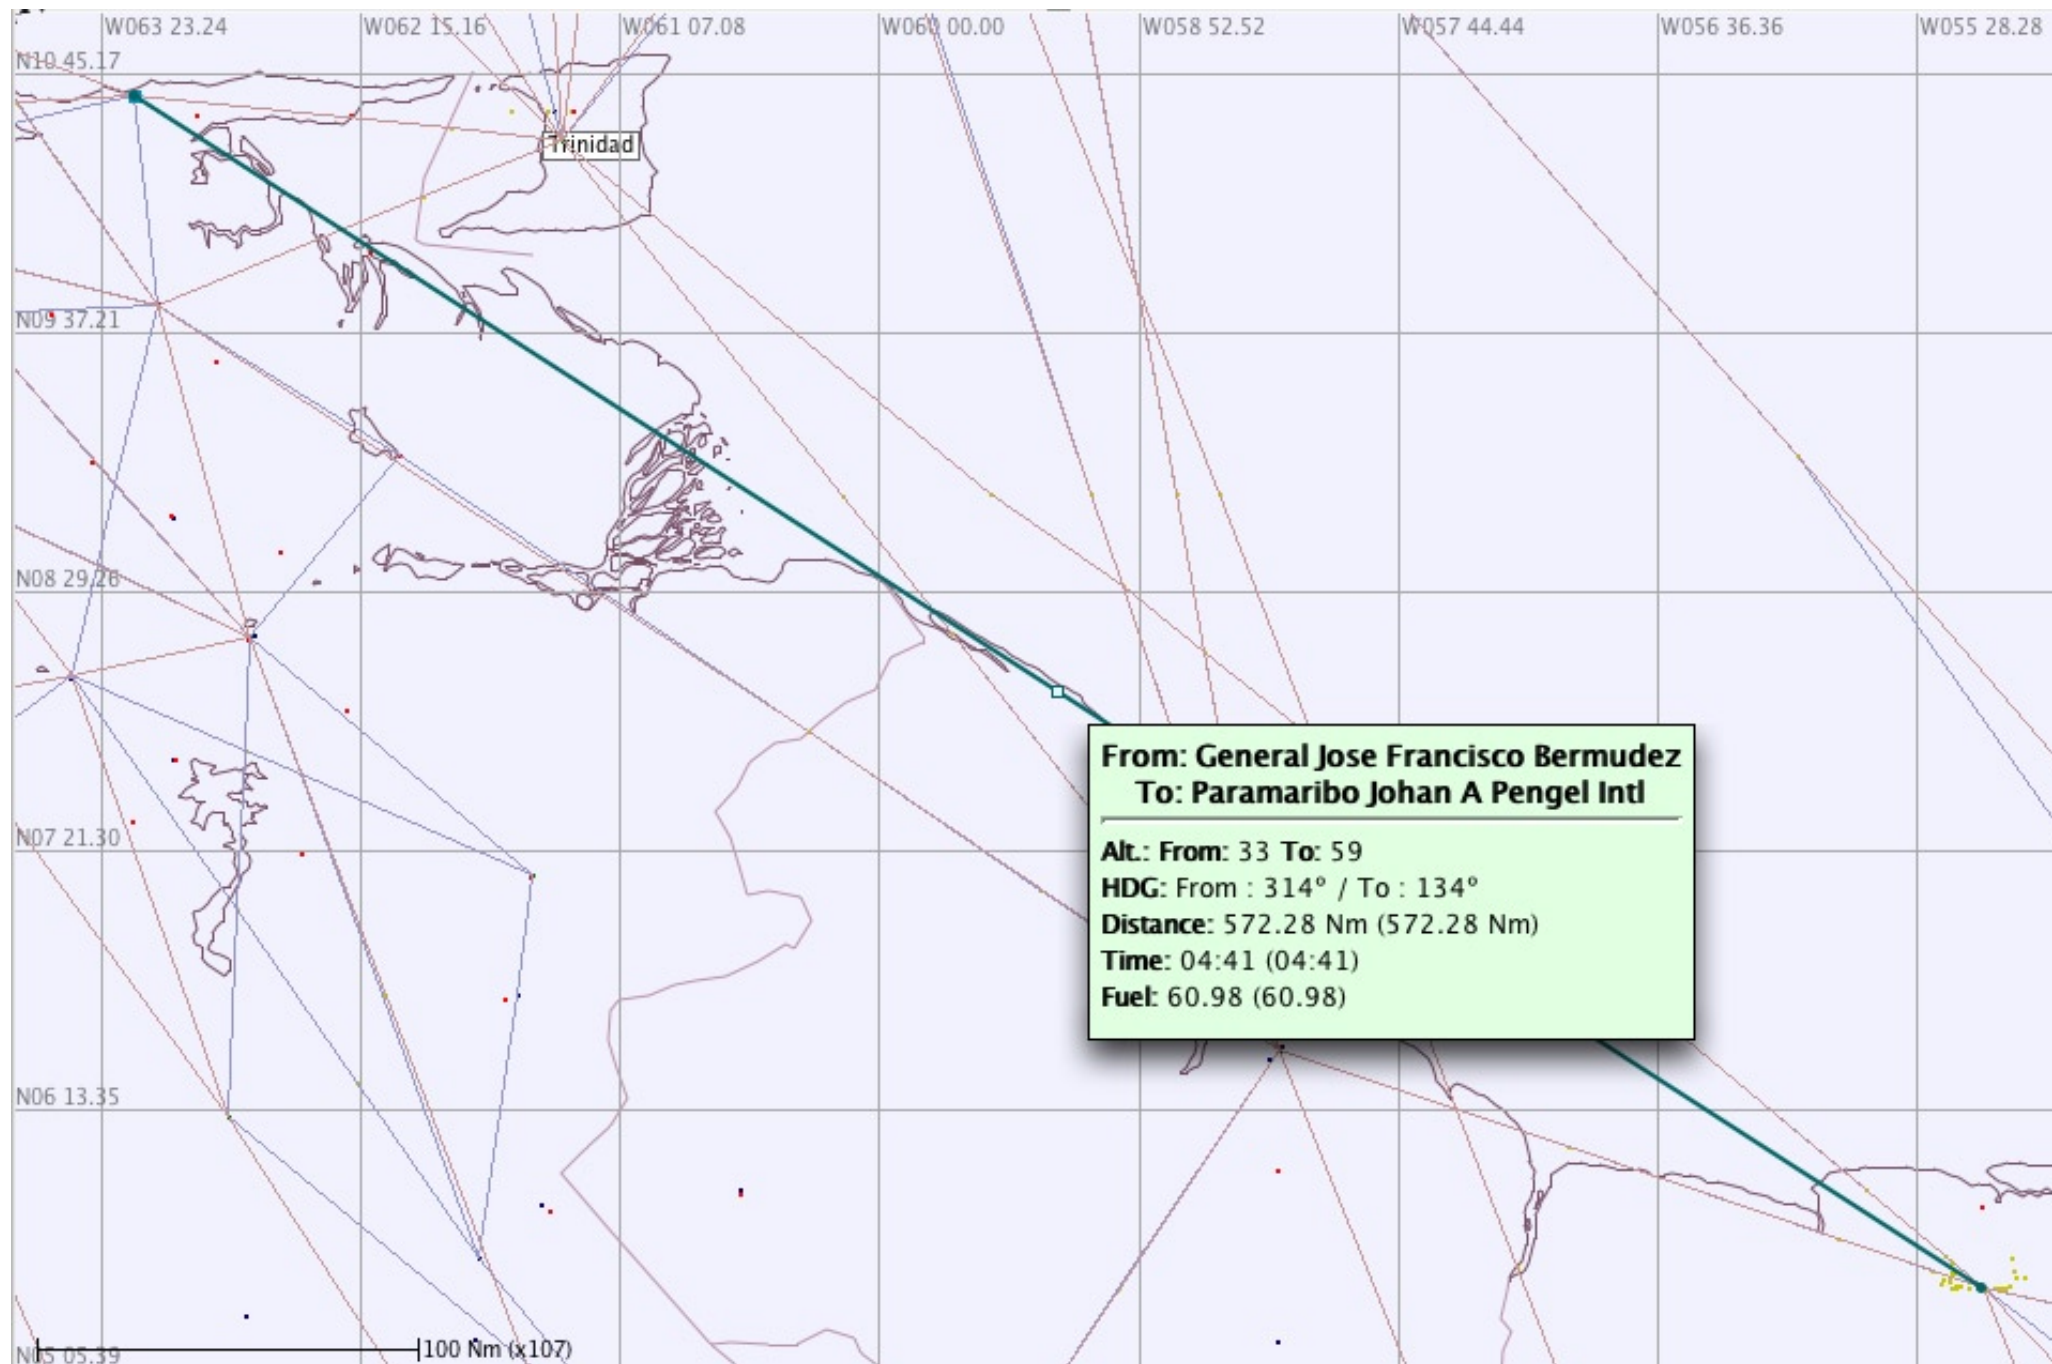 W063 23.24
W062 15.16
W061 07.08
W060 00.00
W058 52.52
W057 44.44
W056 36.36
W055 28.28
N10 45.17
Trinidad
N09 37.21
N08 29.26
From: General Jose Francisco Bermudez
To: Paramaribo Johan A Pengel Intl
N07 21.30
Alt.: From: 33 To: 59
HDG: From : 314° / To : 134°
Distance: 572.28 Nm (572.28 Nm)
Time: 04:41 (04:41)
Fuel: 60.98 (60.98)
N06 13.35
N05 05.39
100 Nm (x107)